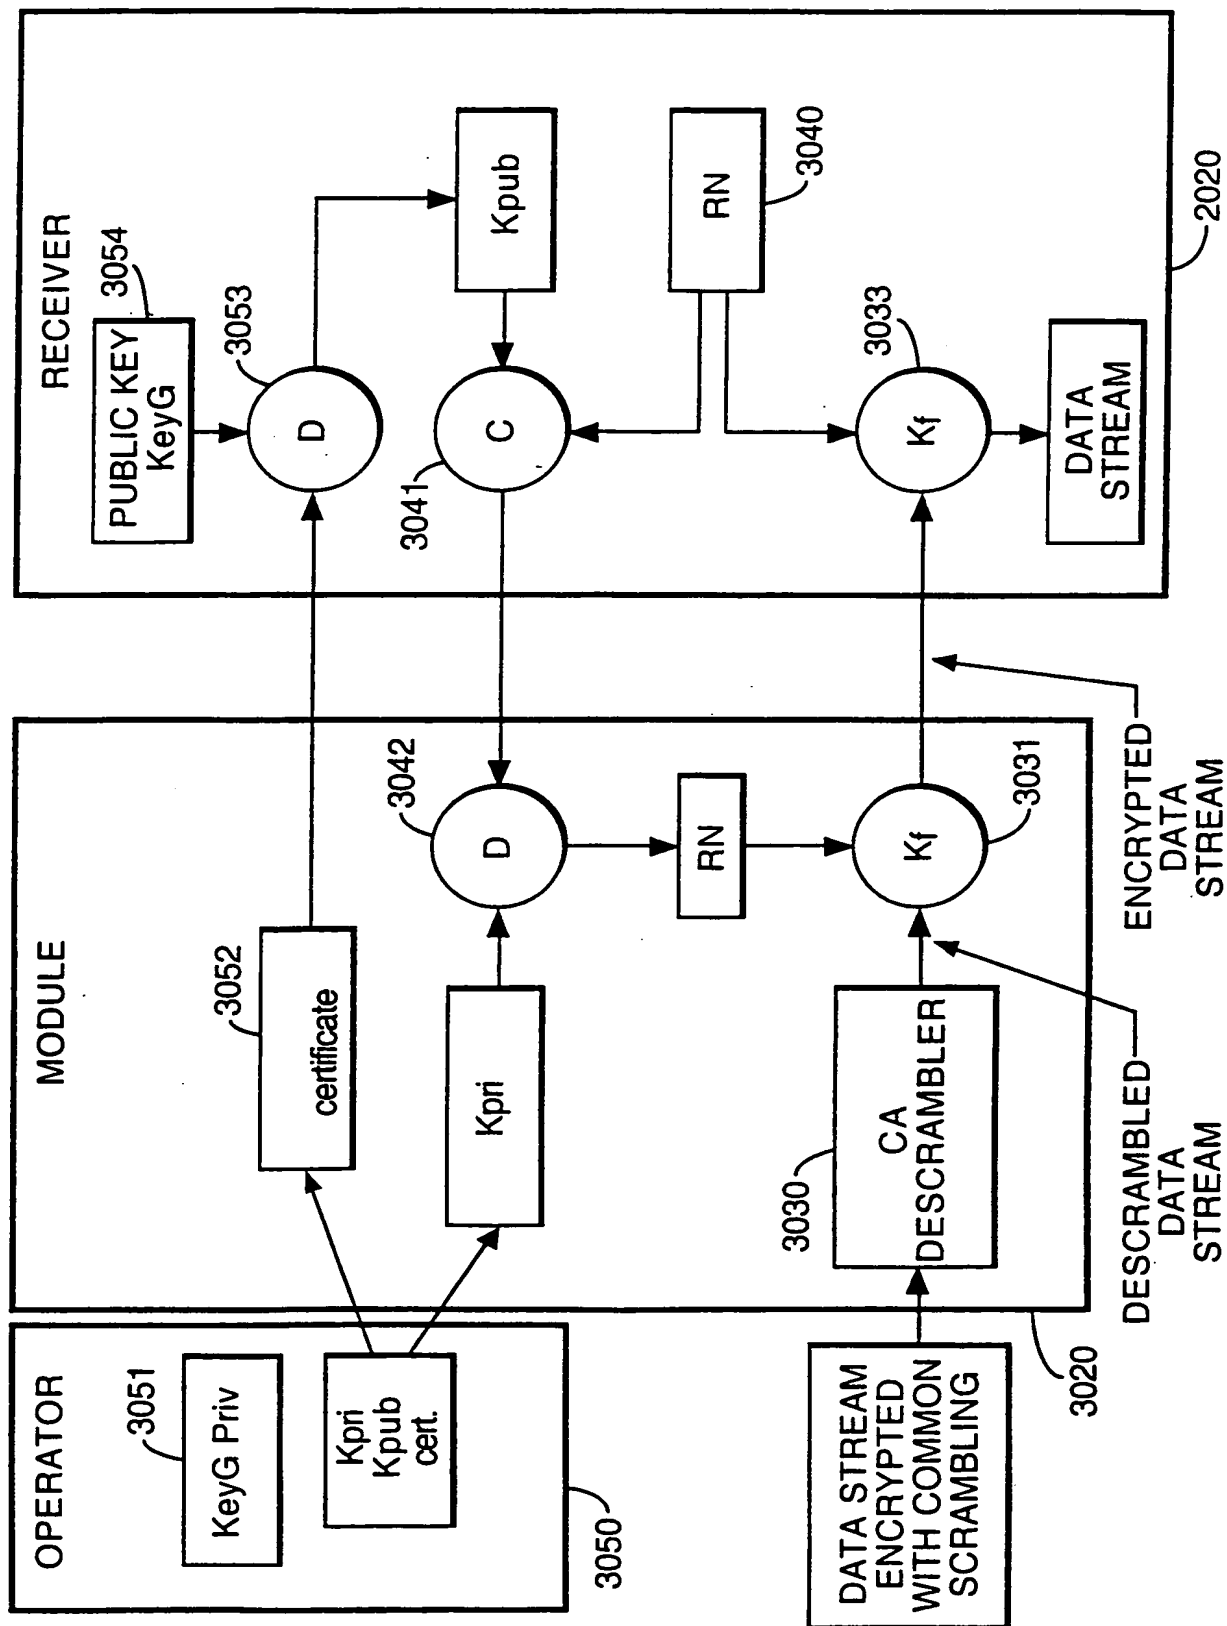 OPERATOR
3051
KeyG Priv
Kpri
Kpub
cert.
3050
DATA STREAM
ENCRYPTED
WITH COMMON
SCRAMBLING
MODULE
3052
certificate
Kpri
3042
D
RN
3030
CA
DESCRAMBLER
Kf
3031
3020
DESCRAMBLED
DATA
STREAM
ENCRYPTED
DATA
STREAM
RECEIVER
3054
PUBLIC KEY
KeyG
3053
D
Kpub
3041
C
RN
3040
3033
Kf
DATA
STREAM
2020